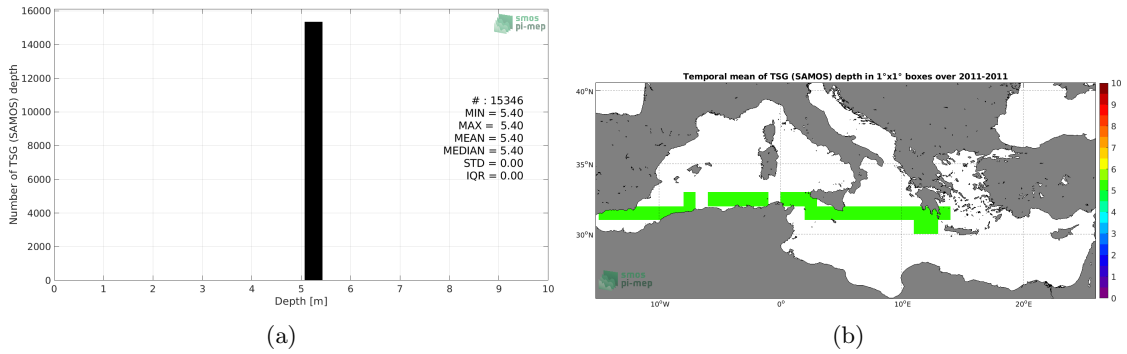 16000
14000
12000
10000
8000
6000
4000
2000
0
Number of TSG (SAMOS) depth
smos
pi-mep
# : 15346
MIN = 5.40
MAX = 5.40
MEAN = 5.40
MEDIAN = 5.40
STD = 0.00
IQR = 0.00
0 1 2 3 4 5 6 7 8 9 10
Depth [m]
(a)
Temporal mean of TSG (SAMOS) depth in 1°x1° boxes over 2011-2011
40°N
35°N
30°N
10°W 0° 10°E 20°E
smos
pi-mep
10
9
8
7
6
5
4
3
2
1
0
(b)